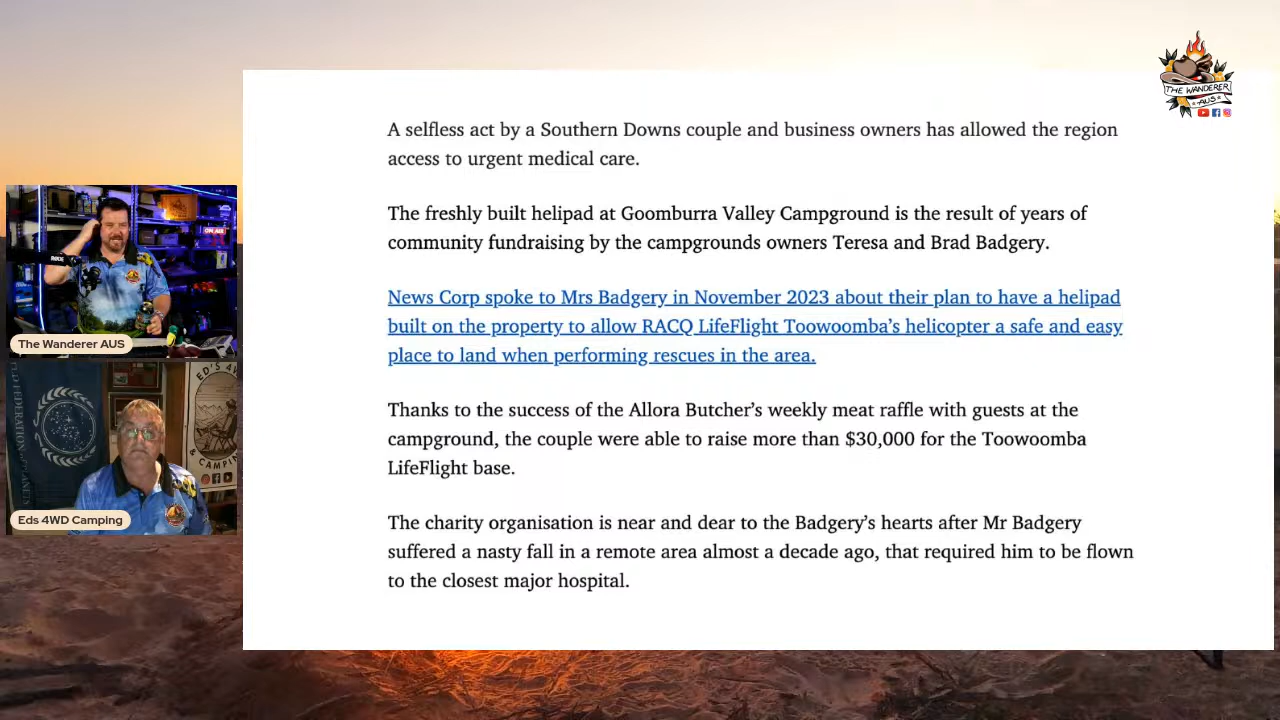 THE WANDERER
AUS
A selfless act by a Southern Downs couple and business owners has allowed the region
access to urgent medical care.
The freshly built helipad at Goomburra Valley Campground is the result of years of
community fundraising by the campgrounds owners Teresa and Brad Badgery.
News Corp spoke to Mrs Badgery in November 2023 about their plan to have a helipad
built on the property to allow RACQ LifeFlight Toowoomba’s helicopter a safe and easy
place to land when performing rescues in the area.
Thanks to the success of the Allora Butcher’s weekly meat raffle with guests at the
campground, the couple were able to raise more than $30,000 for the Toowoomba
LifeFlight base.
The charity organisation is near and dear to the Badgery’s hearts after Mr Badgery
suffered a nasty fall in a remote area almost a decade ago, that required him to be flown
to the closest major hospital.
ON AIR
RODE
The Wanderer AUS
ED'S 4W
& CAMPING
Eds 4WD Camping